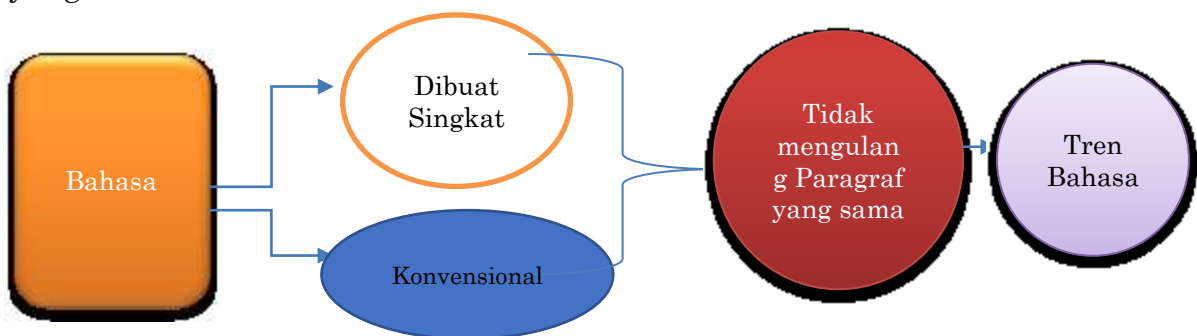 Bahasa
Dibuat
Singkat
Konvensional
Tidak
mengulan
g Paragraf
yang sama
Tren
Bahasa